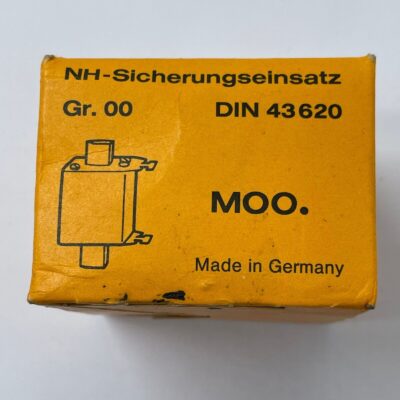 NH-Sicherungseinsatz
Gr. 00 DIN 43620
MOO.
Made in Germany